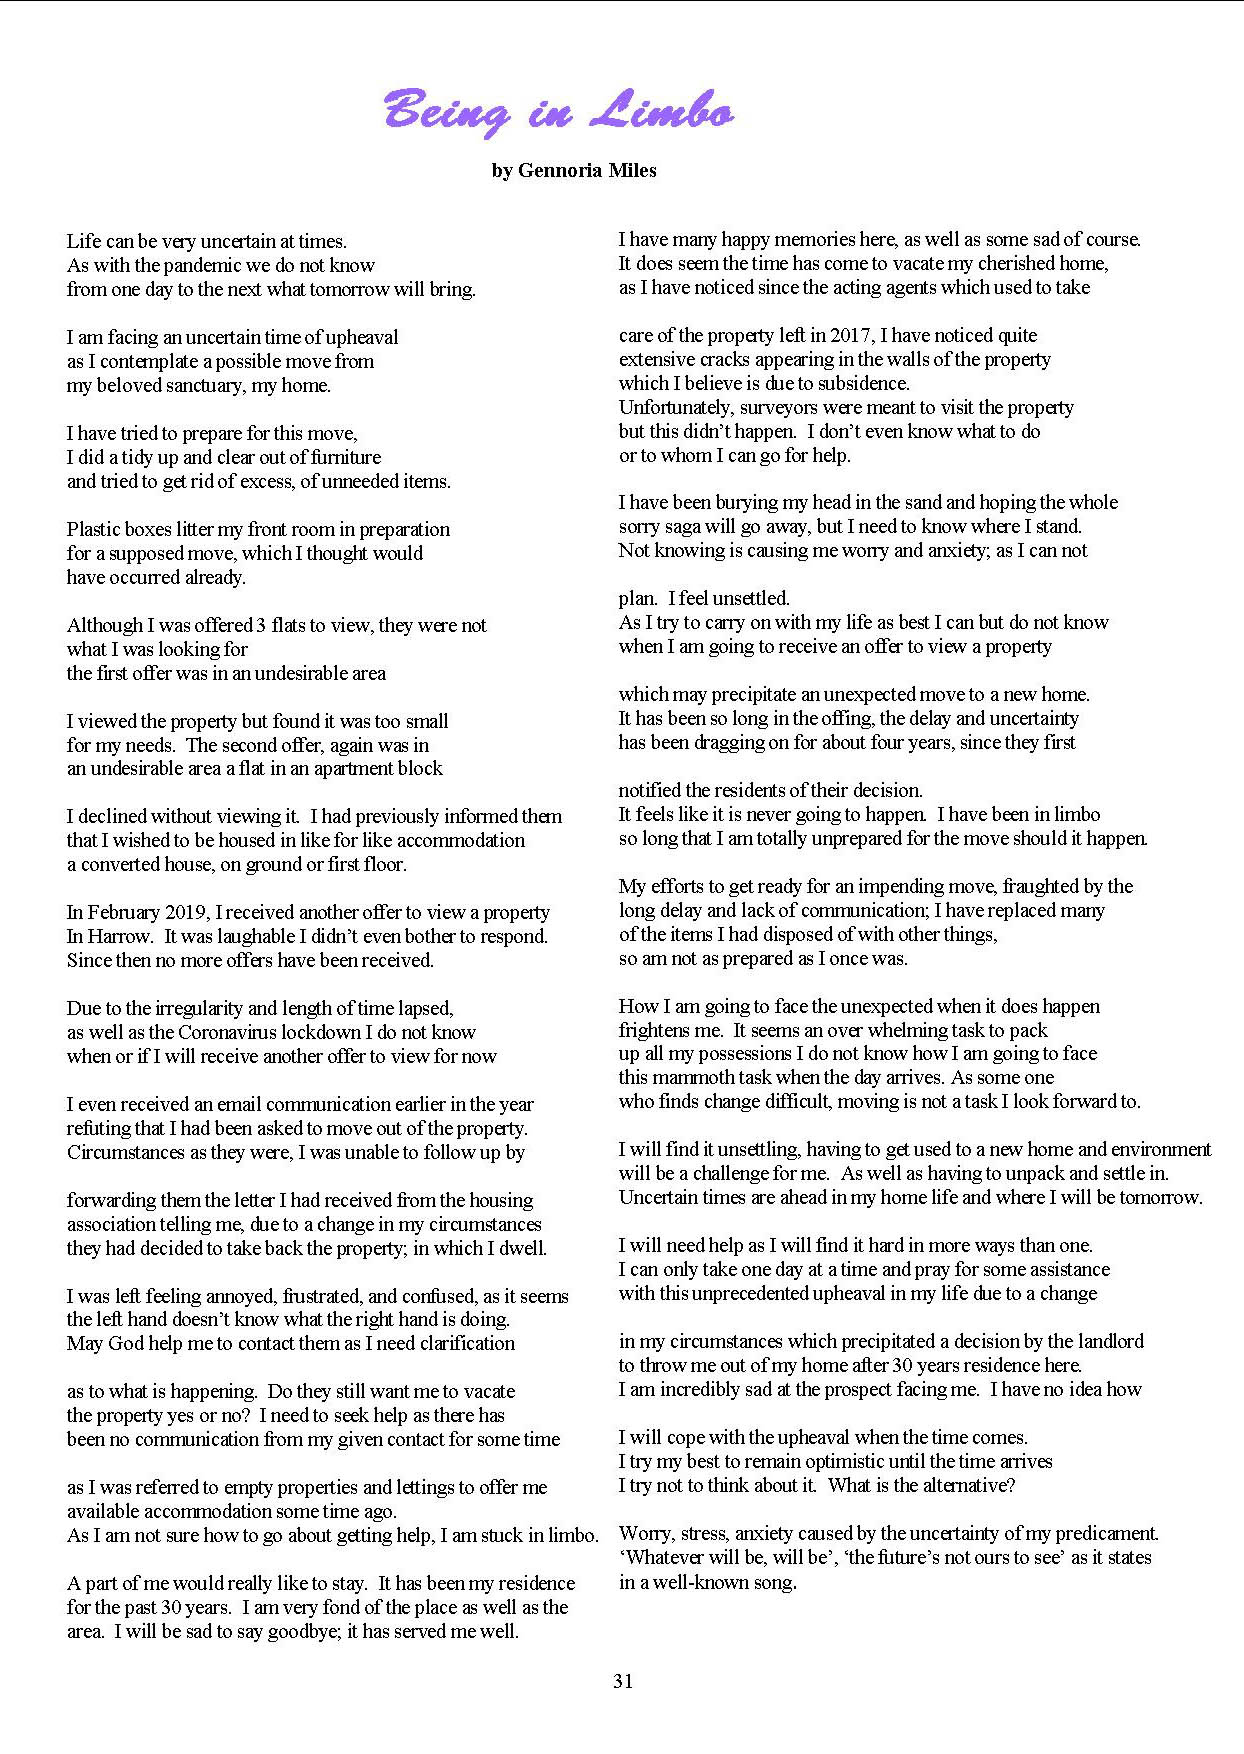 Being in Limbo
by Gennoria Miles
Life can be very uncertain at times.
As with the pandemic we do not know
from one day to the next what tomorrow will bring.
I am facing an uncertain time of upheaval
as I contemplate a possible move from
my beloved sanctuary, my home.
I have tried to prepare for this move,
I did a tidy up and clear out of furniture
and tried to get rid of excess, of unneeded items.
Plastic boxes litter my front room in preparation
for a supposed move, which I thought would
have occurred already.
Although I was offered 3 flats to view, they were not
what I was looking for
the first offer was in an undesirable area
I viewed the property but found it was too small
for my needs.  The second offer, again was in
an undesirable area a flat in an apartment block
I declined without viewing it.  I had previously informed them
that I wished to be housed in like for like accommodation
a converted house, on ground or first floor.
In February 2019, I received another offer to view a property
In Harrow.  It was laughable I didn't even bother to respond.
Since then no more offers have been received.
Due to the irregularity and length of time lapsed,
as well as the Coronavirus lockdown I do not know
when or if I will receive another offer to view for now
I even received an email communication earlier in the year
refuting that I had been asked to move out of the property.
Circumstances as they were, I was unable to follow up by
forwarding them the letter I had received from the housing
association telling me, due to a change in my circumstances
they had decided to take back the property; in which I dwell.
I was left feeling annoyed, frustrated, and confused, as it seems
the left hand doesn't know what the right hand is doing.
May God help me to contact them as I need clarification
as to what is happening.  Do they still want me to vacate
the property yes or no?  I need to seek help as there has
been no communication from my given contact for some time
as I was referred to empty properties and lettings to offer me
available accommodation some time ago.
As I am not sure how to go about getting help, I am stuck in limbo.
A part of me would really like to stay.  It has been my residence
for the past 30 years.  I am very fond of the place as well as the
area.  I will be sad to say goodbye; it has served me well.
I have many happy memories here, as well as some sad of course.
It does seem the time has come to vacate my cherished home,
as I have noticed since the acting agents which used to take
care of the property left in 2017, I have noticed quite
extensive cracks appearing in the walls of the property
which I believe is due to subsidence.
Unfortunately, surveyors were meant to visit the property
but this didn't happen.  I don't even know what to do
or to whom I can go for help.
I have been burying my head in the sand and hoping the whole
sorry saga will go away, but I need to know where I stand.
Not knowing is causing me worry and anxiety; as I can not
plan.  I feel unsettled.
As I try to carry on with my life as best I can but do not know
when I am going to receive an offer to view a property
which may precipitate an unexpected move to a new home.
It has been so long in the offing, the delay and uncertainty
has been dragging on for about four years, since they first
notified the residents of their decision.
It feels like it is never going to happen.  I have been in limbo
so long that I am totally unprepared for the move should it happen.
My efforts to get ready for an impending move, fraughted by the
long delay and lack of communication; I have replaced many
of the items I had disposed of with other things,
so am not as prepared as I once was.
How I am going to face the unexpected when it does happen
frightens me.  It seems an over whelming task to pack
up all my possessions I do not know how I am going to face
this mammoth task when the day arrives. As some one
who finds change difficult, moving is not a task I look forward to.
I will find it unsettling, having to get used to a new home and environment
will be a challenge for me.  As well as having to unpack and settle in.
Uncertain times are ahead in my home life and where I will be tomorrow.
I will need help as I will find it hard in more ways than one.
I can only take one day at a time and pray for some assistance
with this unprecedented upheaval in my life due to a change
in my circumstances which precipitated a decision by the landlord
to throw me out of my home after 30 years residence here.
I am incredibly sad at the prospect facing me.  I have no idea how
I will cope with the upheaval when the time comes.
I try my best to remain optimistic until the time arrives
I try not to think about it.  What is the alternative?
Worry, stress, anxiety caused by the uncertainty of my predicament.
‘Whatever will be, will be’, ‘the future’s not ours to see’ as it states
in a well-known song.
31